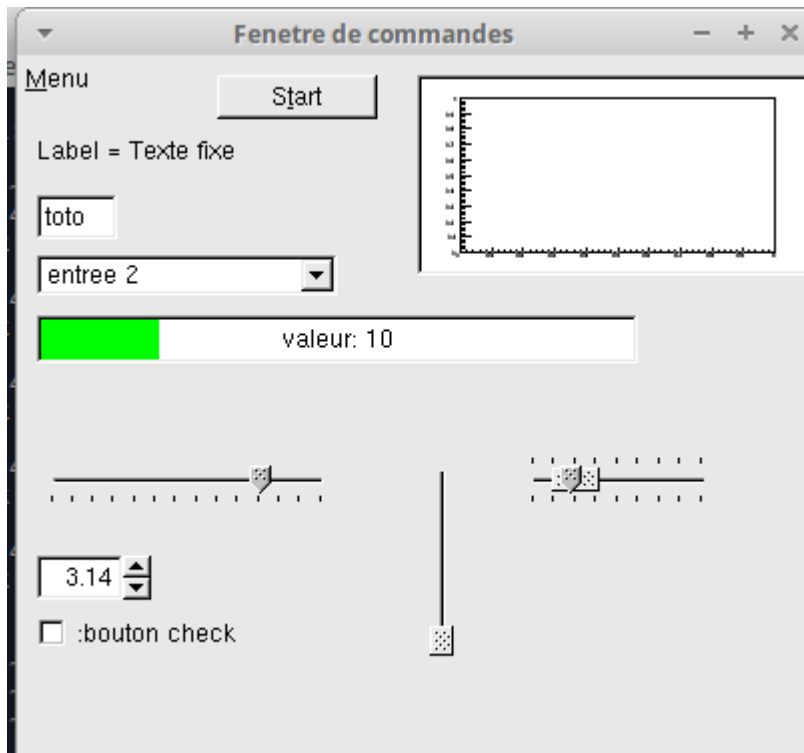 Fenetre de commandes
Menu
Start
Label = Texte fixe
toto
entree 2
valeur: 10
3.14
:bouton check